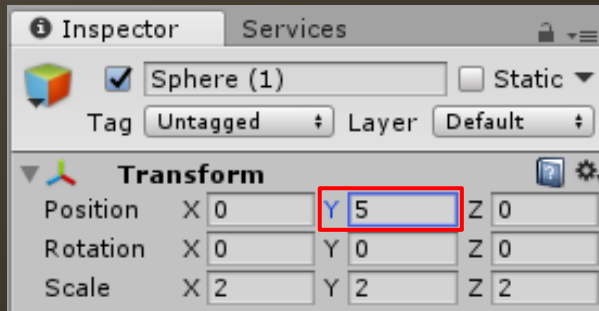 Inspector Services
Sphere (1) Static
Tag Untagged Layer Default
Transform
Position X 0 Y 5 Z 0
Rotation X 0 Y 0 Z 0
Scale X 2 Y 2 Z 2